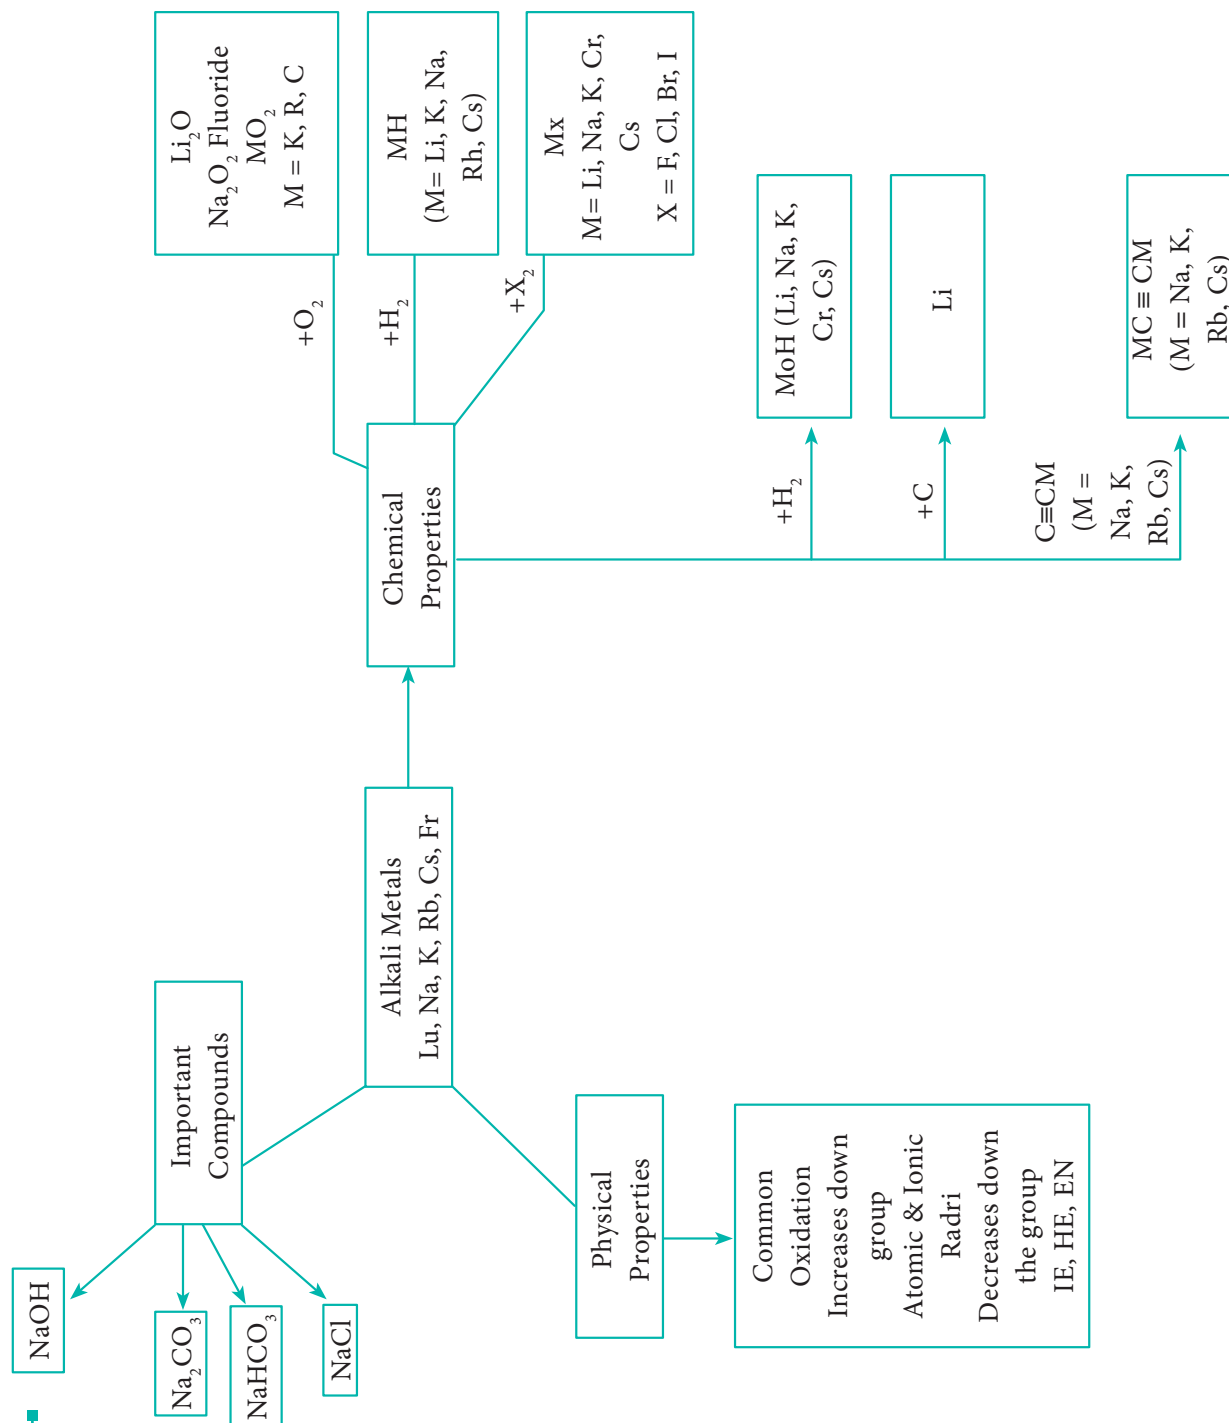 Important
Compounds
NaOH
Na₂CO₃
NaHCO₃
NaCl
Alkali Metals
Lu, Na, K, Rb, Cs, Fr
Physical
Properties
Common
Oxidation
Increases down
group
Atomic & Ionic
Radri
Decreases down
the group
IE, HE, EN
Chemical
Properties
+O₂
Li₂O
Na₂O₂ Fluoride
MO₂
M = K, R, C
+H₂
MH
(M= Li, K, Na,
Rh, Cs)
+X₂
Mx
M= Li, Na, K, Cr,
Cs
X = F, Cl, Br, I
+H₂
MoH (Li, Na, K,
Cr, Cs)
+C
Li
C≡CM
(M =
Na, K,
Rb, Cs)
MC ≡ CM
(M = Na, K,
Rb, Cs)